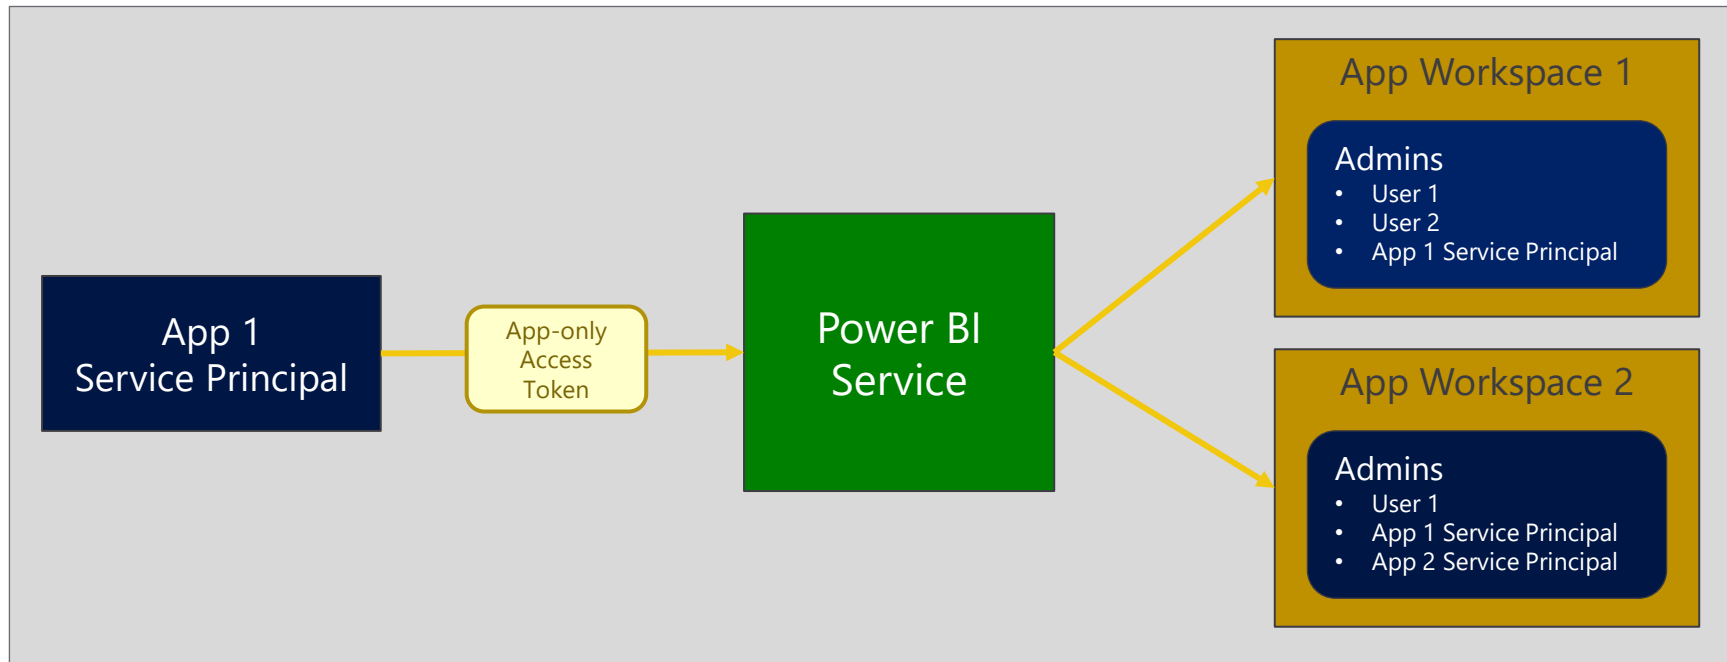 App 1
Service Principal
App-only
Access
Token
Power BI
Service
App Workspace 1
Admins
• User 1
• User 2
• App 1 Service Principal
App Workspace 2
Admins
• User 1
• App 1 Service Principal
• App 2 Service Principal